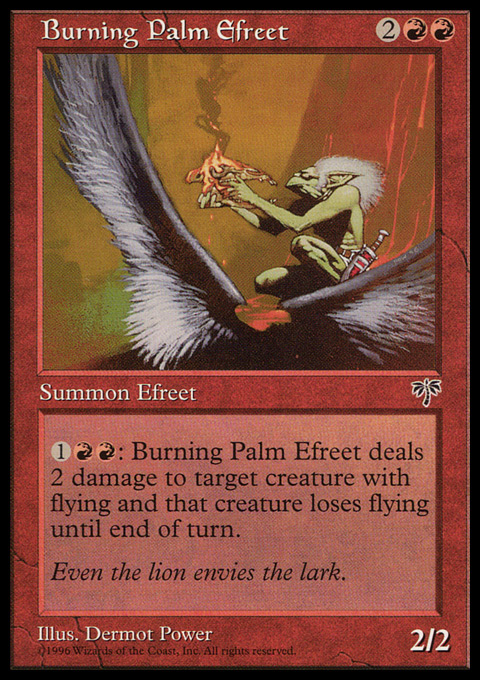 Burning Palm Efreet 2
Summon Efreet
1: Burning Palm Efreet deals
2 damage to target creature with
flying and that creature loses flying
until end of turn.
Even the lion envies the lark.
Illus. Dermot Power
©1996 Wizards of the Coast, Inc. All rights reserved.
2/2